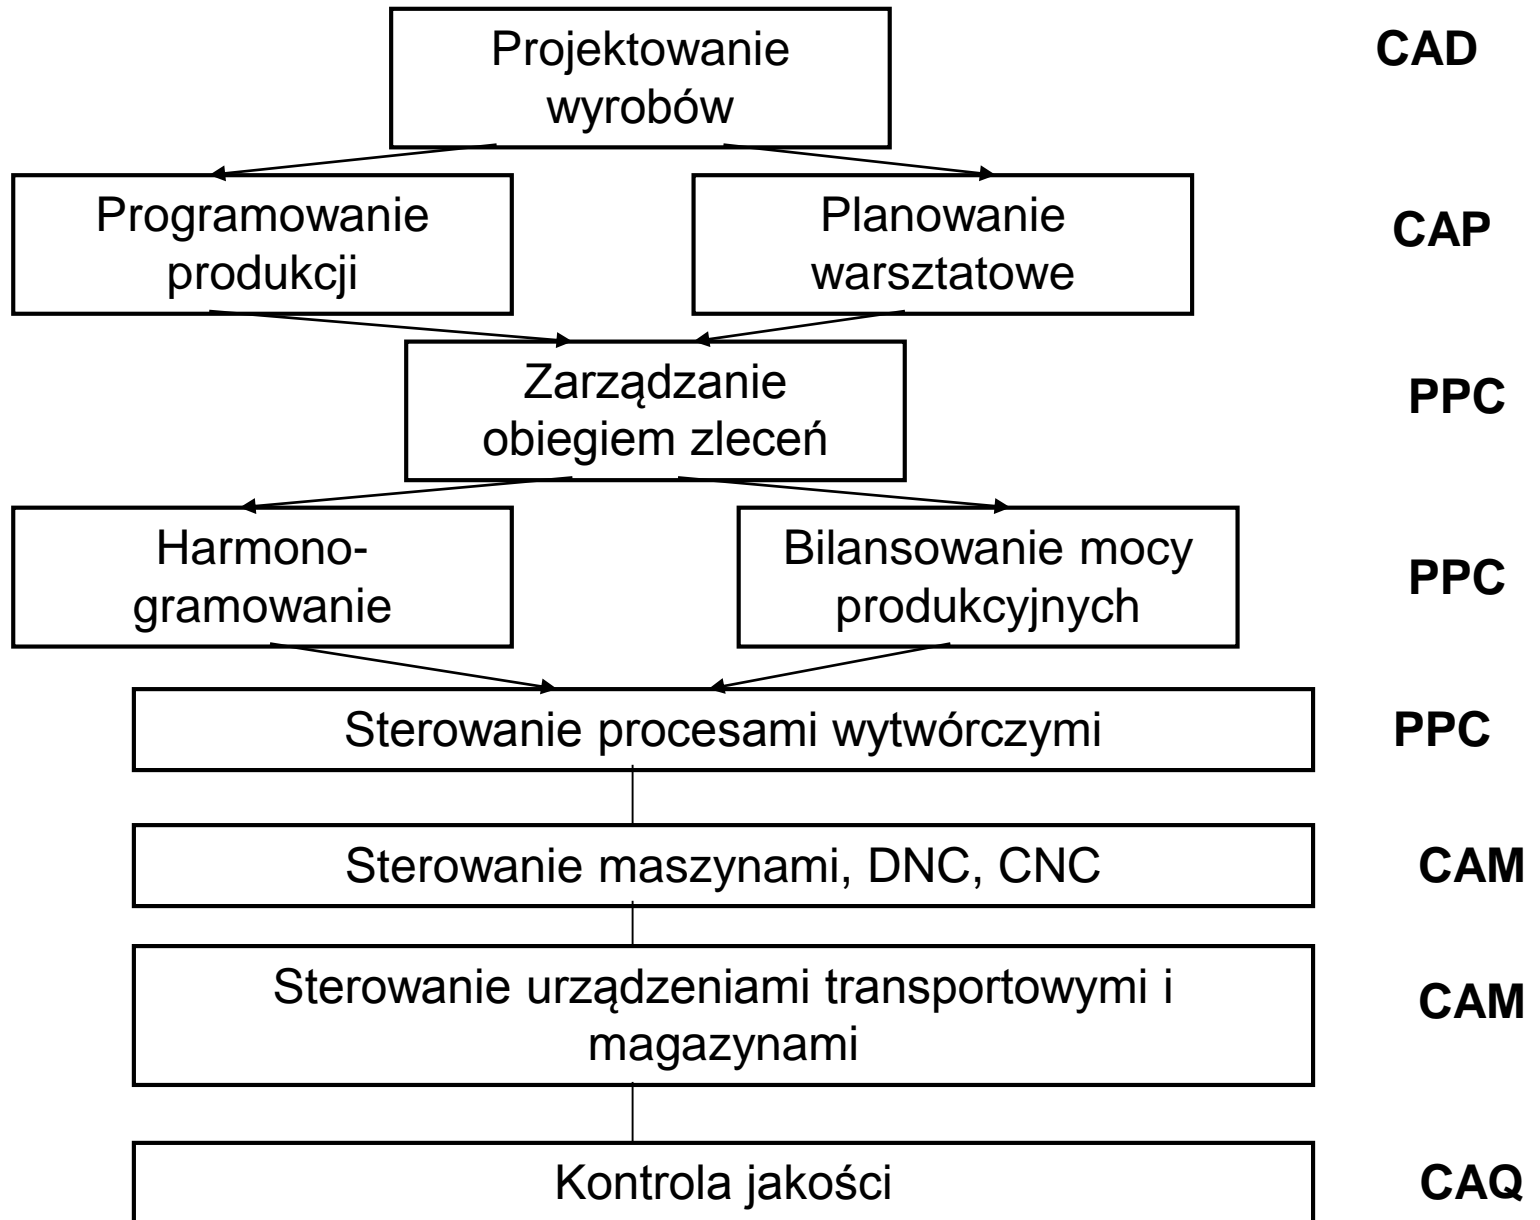 Projektowanie
wyrobów
CAD
Programowanie
produkcji
Planowanie
warsztatowe
CAP
Zarządzanie
obiegiem zleceń
PPC
Harmono-
gramowanie
Bilansowanie mocy
produkcyjnych
PPC
Sterowanie procesami wytwórczymi
PPC
Sterowanie maszynami, DNC, CNC
CAM
Sterowanie urządzeniami transportowymi i
magazynami
CAM
Kontrola jakości
CAQ